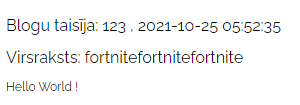 Blogu taisīja: 123 , 2021-10-25 05:52:35
Virsraksts: fortnitefortnitefortnite
Hello World !